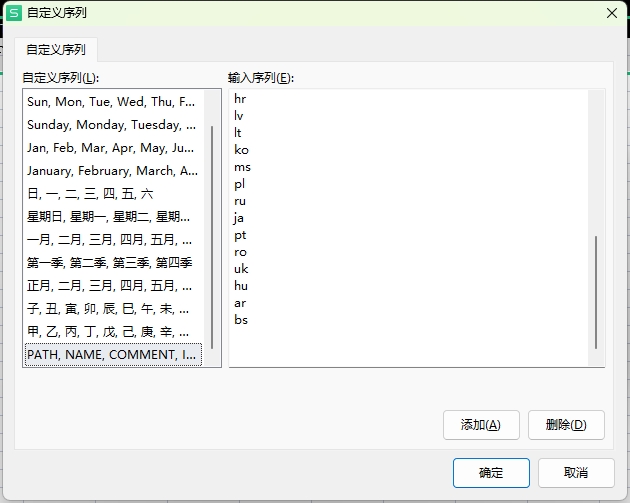 自定义序列
自定义序列
自定义序列(L):
Sun, Mon, Tue, Wed, Thu, F...
Sunday, Monday, Tuesday, ...
Jan, Feb, Mar, Apr, May, Ju...
January, February, March, A...
日, 一, 二, 三, 四, 五, 六
星期日, 星期一, 星期二, 星期...
一月, 二月, 三月, 四月, 五月, ...
第一季, 第二季, 第三季, 第四季
正月, 二月, 三月, 四月, 五月, ...
子, 丑, 寅, 卯, 辰, 巳, 午, 未, ...
甲, 乙, 丙, 丁, 戊, 己, 庚, 辛, ...
PATH, NAME, COMMENT, I...
输入序列(E):
hr
lv
lt
ko
ms
pl
ru
ja
pt
ro
uk
hu
ar
bs
添加(A)
删除(D)
确定
取消